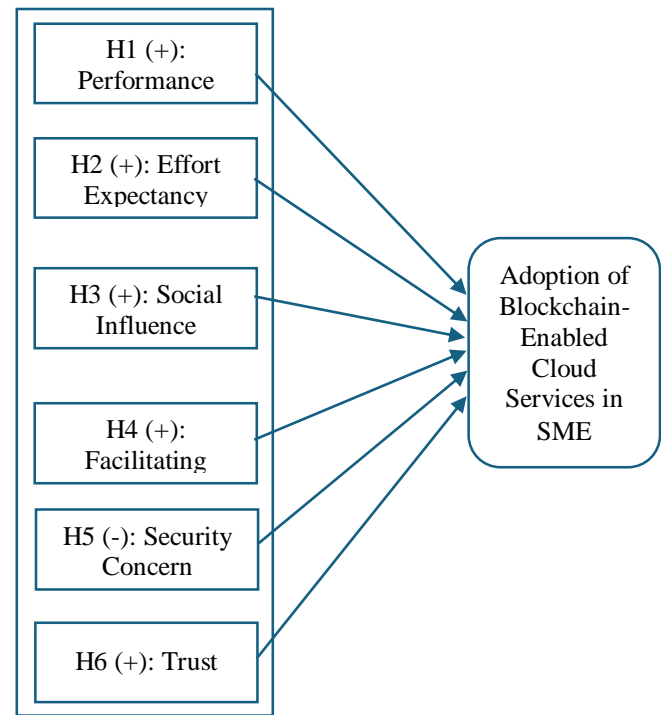 H1 (+):
Performance
H2 (+): Effort
Expectancy
H3 (+): Social
Influence
H4 (+):
Facilitating
H5 (-): Security
Concern
H6 (+): Trust
Adoption of
Blockchain-
Enabled
Cloud
Services in
SME